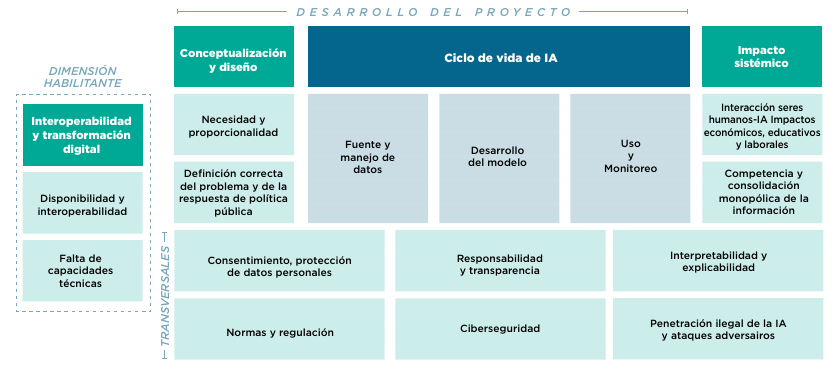 DESARROLLO DEL PROYECTO
DIMENSIÓN
HABILITANTE
Interoperabilidad
y transformación
digital
Disponibilidad y
interoperabilidad
Falta de
capacidades
técnicas
Conceptualización
y diseño
Necesidad y
proporcionalidad
Definición correcta
del problema y de la
respuesta de política
pública
Ciclo de vida de IA
Fuente y
manejo de
datos
Desarrollo
del modelo
Uso
y
Monitoreo
Impacto
sistémico
Interacción seres
humanos-IA Impactos
económicos, educativos
y laborales
Competencia y
consolidación
monopólica de la
información
TRANSVERSALES
Consentimiento, protección
de datos personales
Responsabilidad
y transparencia
Interpretabilidad y
explicabilidad
Normas y regulación
Ciberseguridad
Penetración ilegal de la IA
y ataques adversairos